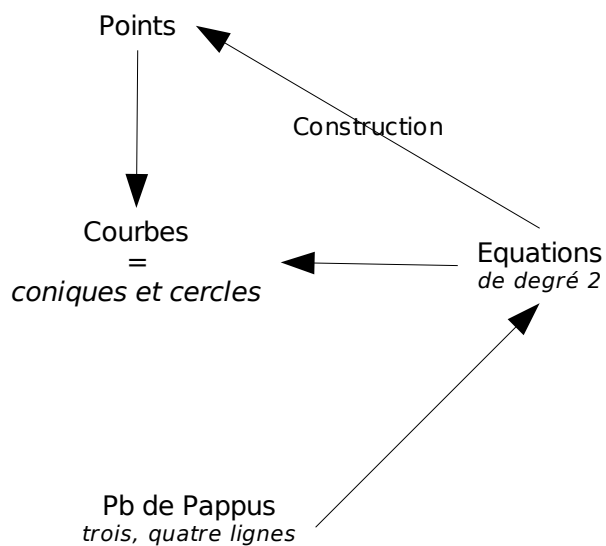 Points
Construction
Courbes
=
coniques et cercles
Equations
de degré 2
Pb de Pappus
trois, quatre lignes